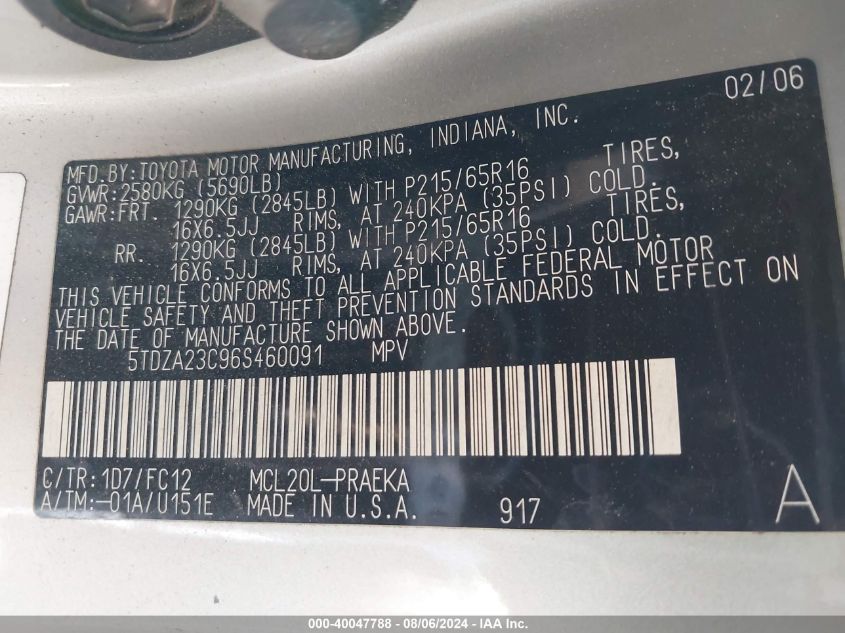 02/06
MFD.BY:TOYOTA MOTOR MANUFACTURING, INDIANA, INC.
GVWR:2580KG (5690LB)
GAWR:FRT. 1290KG (2845LB) WITH P215/65R16 TIRES,
16X6.5JJ RIMS, AT 240KPA (35PSI) COLD.
RR. 1290KG (2845LB) WITH P215/65R16 TIRES,
16X6.5JJ RIMS, AT 240KPA (35PSI) COLD.
THIS VEHICLE CONFORMS TO ALL APPLICABLE FEDERAL MOTOR
VEHICLE SAFETY AND THEFT PREVENTION STANDARDS IN EFFECT ON
THE DATE OF MANUFACTURE SHOWN ABOVE.
5TDZA23C96S460091 MPV
C/TR:1D7/FC12 MCL20L-PRAEKA
A/TM:-01A/U151E MADE IN U.S.A. 917 A
000-40047788 - 08/06/2024 - IAA Inc.